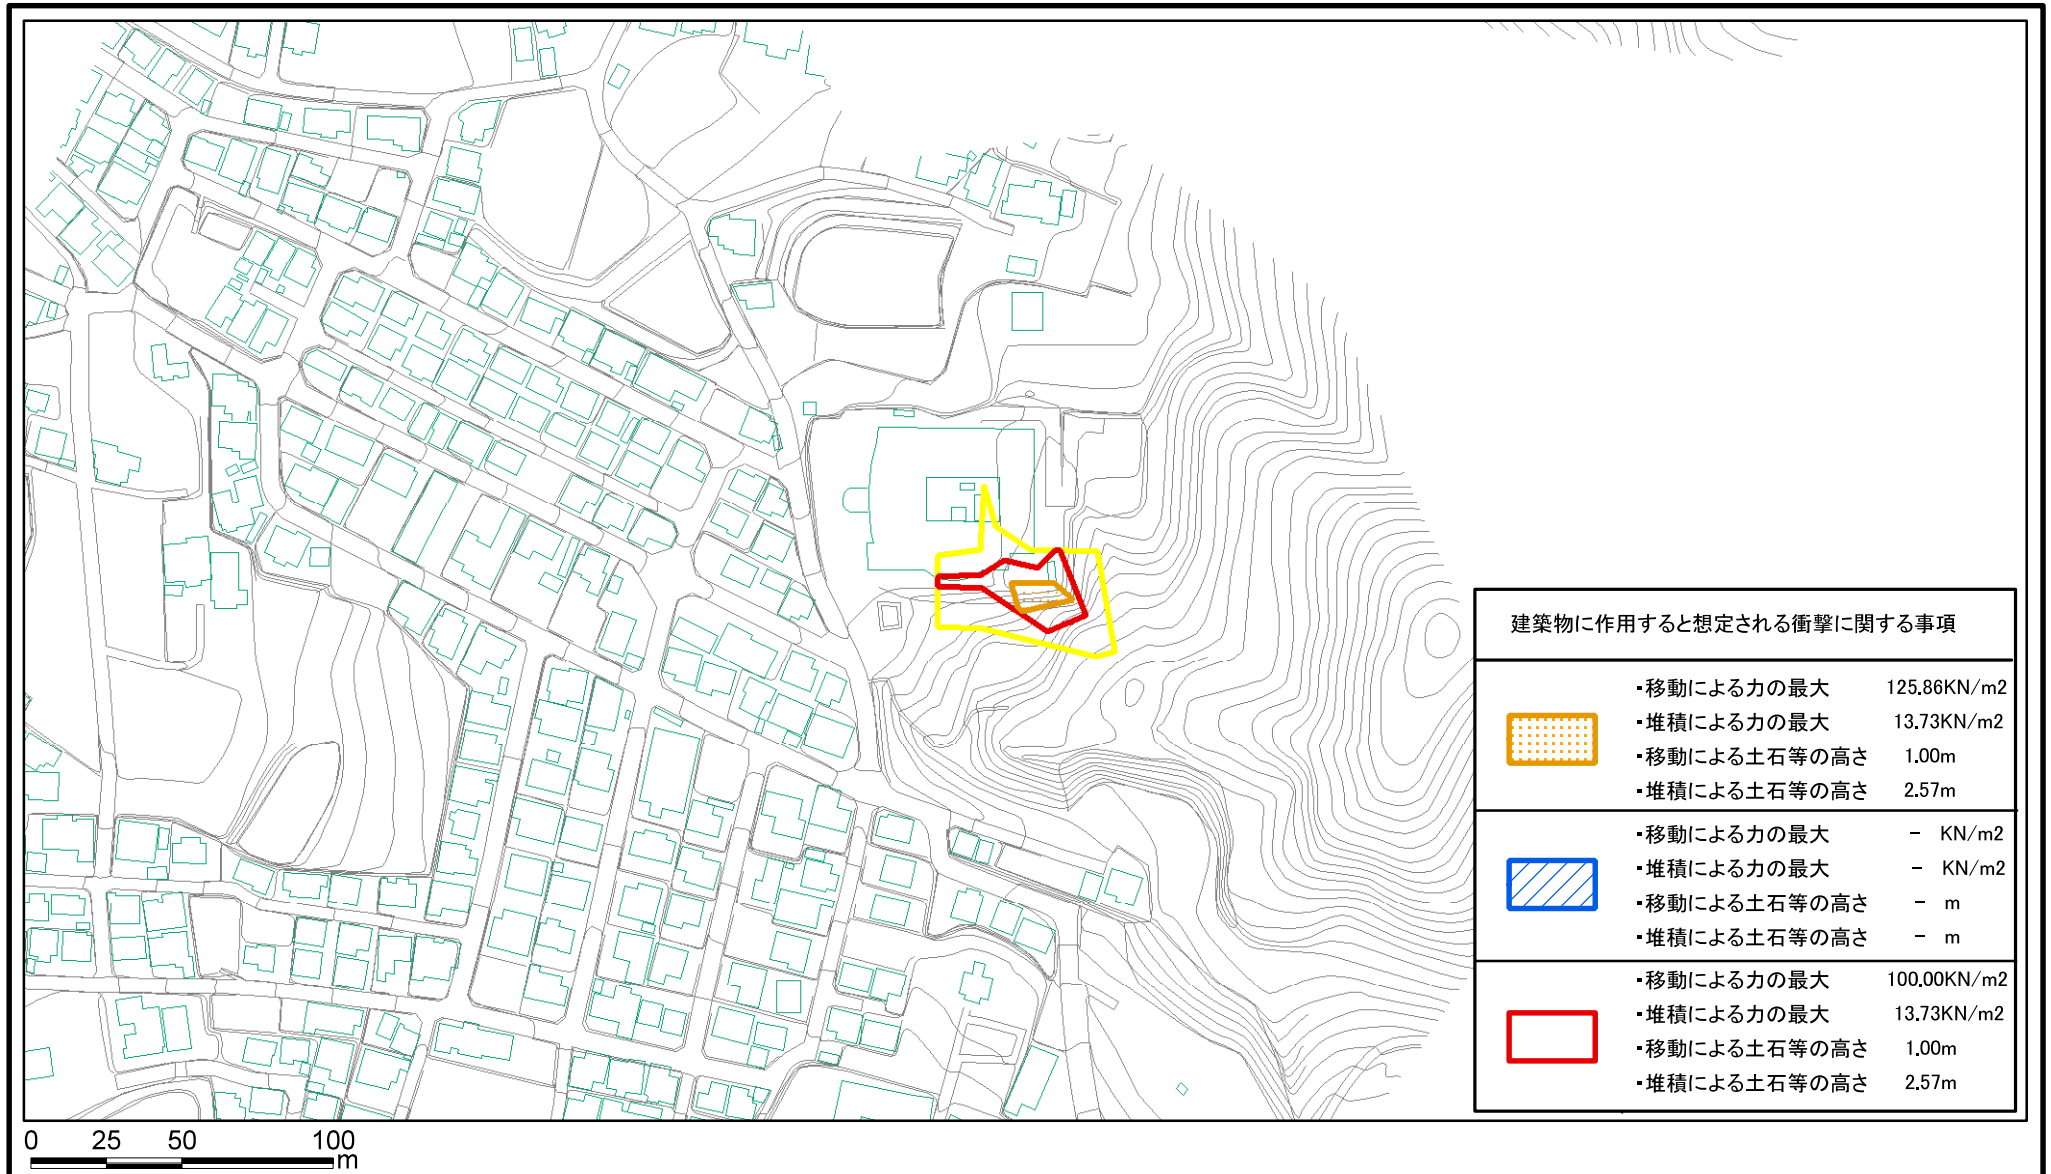 建築物に作用すると想定される衝撃に関する事項
・移動による力の最大 125.86KN/m2
・堆積による力の最大 13.73KN/m2
・移動による土石等の高さ 1.00m
・堆積による土石等の高さ 2.57m
・移動による力の最大 － KN/m2
・堆積による力の最大 － KN/m2
・移動による土石等の高さ － m
・堆積による土石等の高さ － m
・移動による力の最大 100.00KN/m2
・堆積による力の最大 13.73KN/m2
・移動による土石等の高さ 1.00m
・堆積による土石等の高さ 2.57m
0 25 50 100
m